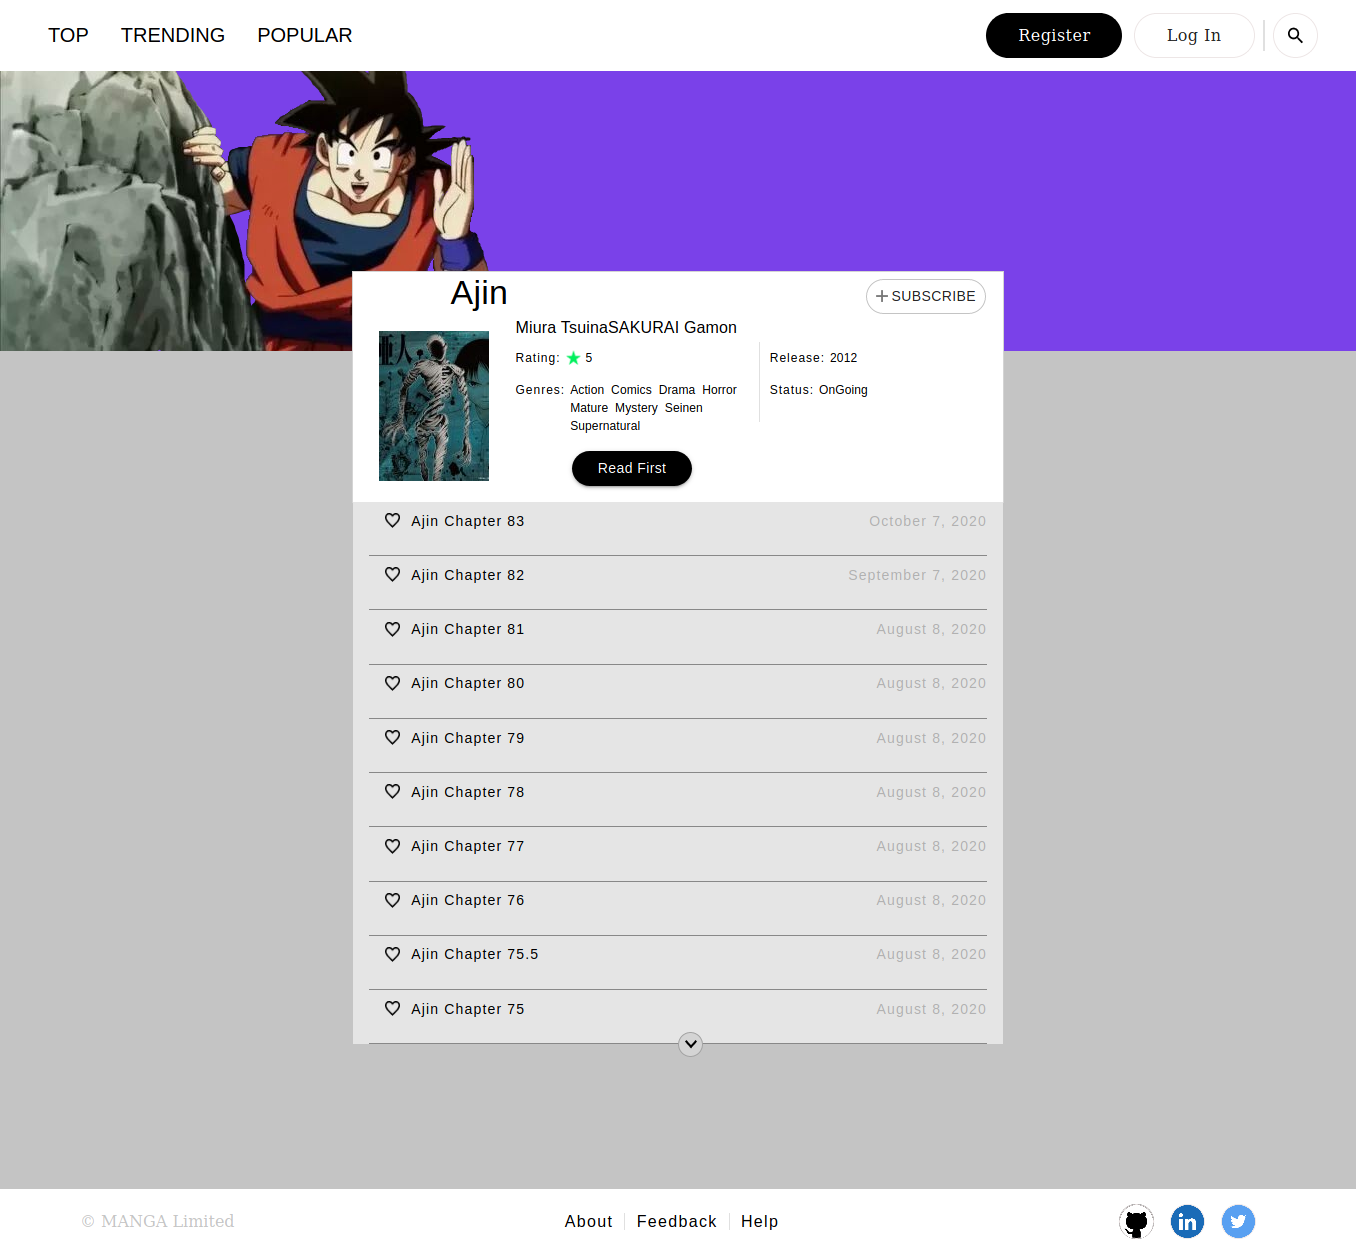 TOP TRENDING POPULAR Register Log In
Ajin SUBSCRIBE
亜人
Miura TsuinaSAKURAI Gamon
Rating: 5 Release: 2012
Genres: Action Comics Drama Horror Status: OnGoing
Mature Mystery Seinen
Supernatural
Read First
Ajin Chapter 83 October 7, 2020
Ajin Chapter 82 September 7, 2020
Ajin Chapter 81 August 8, 2020
Ajin Chapter 80 August 8, 2020
Ajin Chapter 79 August 8, 2020
Ajin Chapter 78 August 8, 2020
Ajin Chapter 77 August 8, 2020
Ajin Chapter 76 August 8, 2020
Ajin Chapter 75.5 August 8, 2020
Ajin Chapter 75 August 8, 2020
© MANGA Limited About Feedback Help in